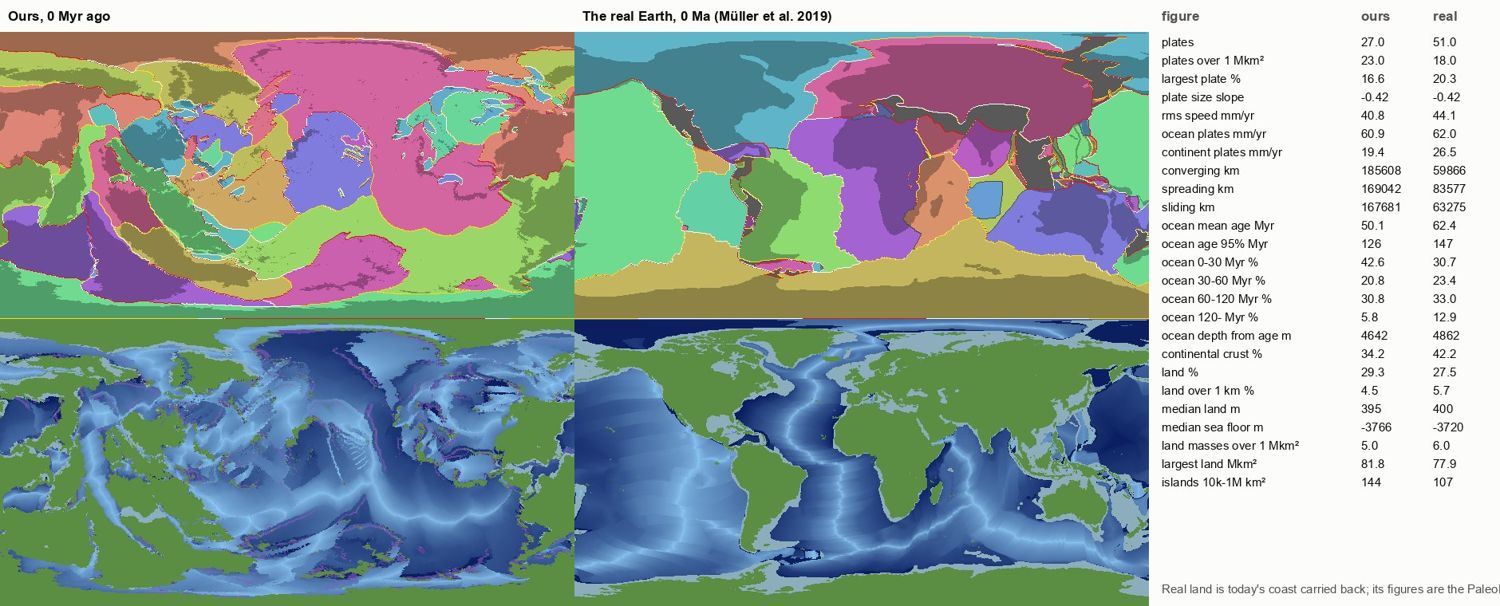 Ours, 0 Myr ago
The real Earth, 0 Ma (Müller et al. 2019)
figure ours real
plates 27.0 51.0
plates over 1 Mkm² 23.0 18.0
largest plate % 16.6 20.3
plate size slope -0.42 -0.42
rms speed mm/yr 40.8 44.1
ocean plates mm/yr 60.9 62.0
continent plates mm/yr 19.4 26.5
converging km 185608 59866
spreading km 169042 83577
sliding km 167681 63275
ocean mean age Myr 50.1 62.4
ocean age 95% Myr 126 147
ocean 0-30 Myr % 42.6 30.7
ocean 30-60 Myr % 20.8 23.4
ocean 60-120 Myr % 30.8 33.0
ocean 120- Myr % 5.8 12.9
ocean depth from age m 4642 4862
continental crust % 34.2 42.2
land % 29.3 27.5
land over 1 km % 4.5 5.7
median land m 395 400
median sea floor m -3766 -3720
land masses over 1 Mkm² 5.0 6.0
largest land Mkm² 81.8 77.9
islands 10k-1M km² 144 107
Real land is today's coast carried back; its figures are the Paleo